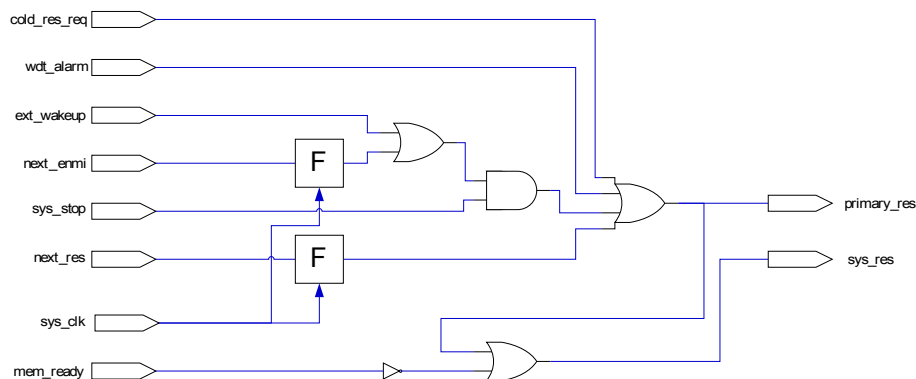 cold_res_req
wdt_alarm
ext_wakeup
next_enmi
F
sys_stop
primary_res
next_res
F
sys_res
sys_clk
mem_ready